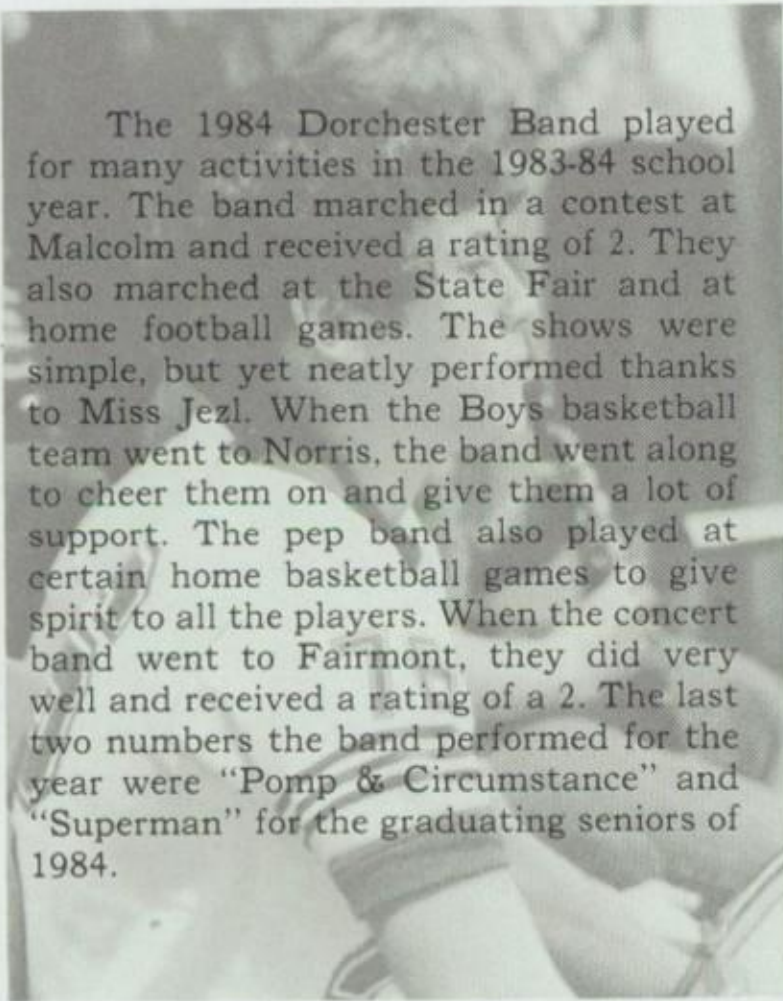 The 1984 Dorchester Band played
for many activities in the 1983-84 school
year. The band marched in a contest at
Malcolm and received a rating of 2. They
also marched at the State Fair and at
home football games. The shows were
simple, but yet neatly performed thanks
to Miss Jezl. When the Boys basketball
team went to Norris, the band went along
to cheer them on and give them a lot of
support. The pep band also played at
certain home basketball games to give
spirit to all the players. When the concert
band went to Fairmont, they did very
well and received a rating of a 2. The last
two numbers the band performed for the
year were “Pomp & Circumstance” and
“Superman” for the graduating seniors of
1984.